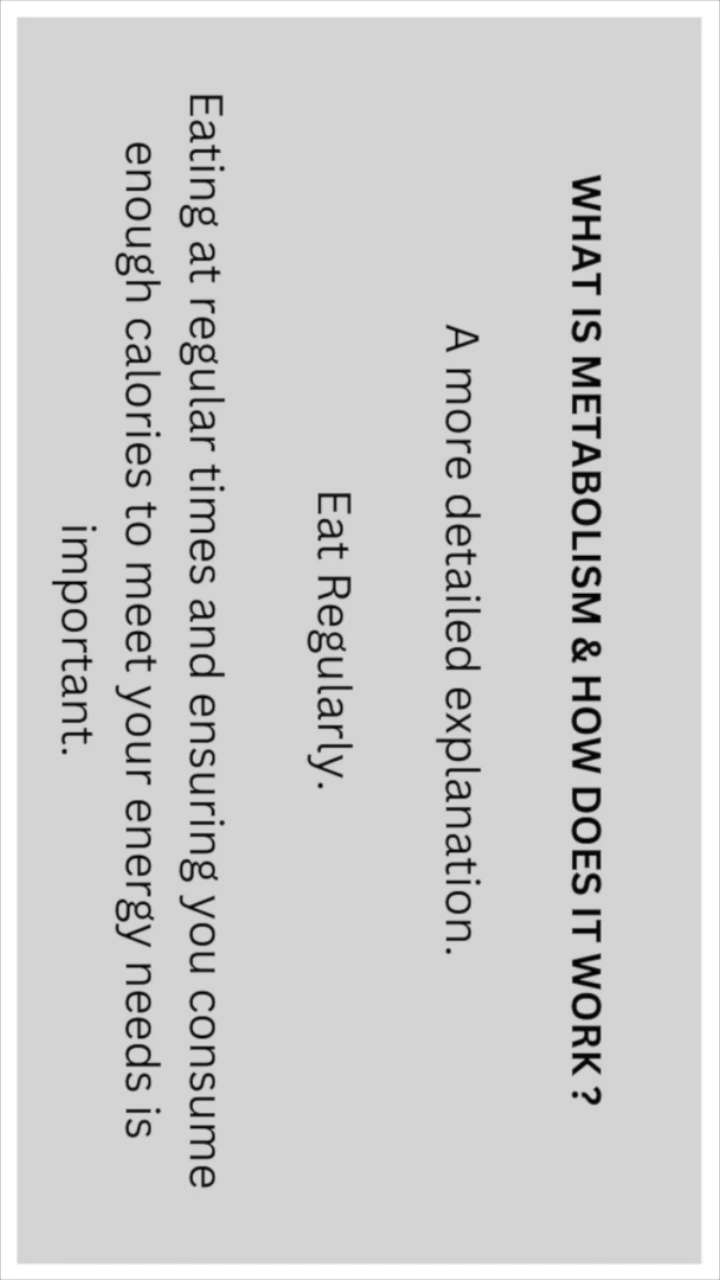 WHAT IS METABOLISM & HOW DOES IT WORK ?
A more detailed explanation.
Eat Regularly.
Eating at regular times and ensuring you consume
enough calories to meet your energy needs is
important.